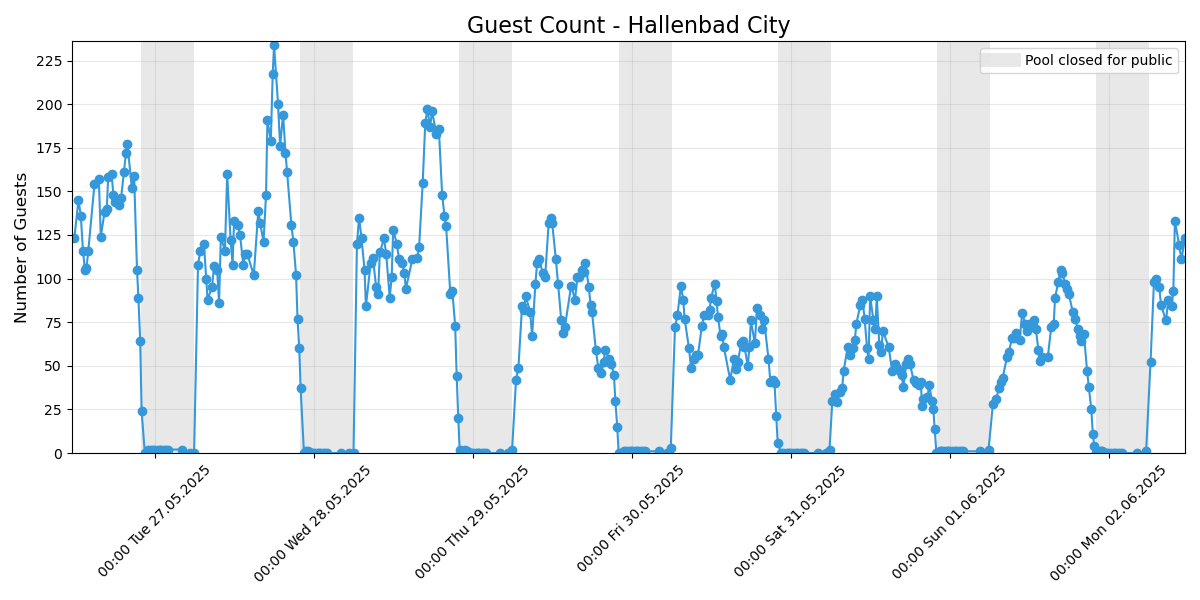 Guest Count - Hallenbad City
Pool closed for public
Number of Guests
225
200
175
150
125
100
75
50
25
0
00:00 Tue 27.05.2025
00:00 Wed 28.05.2025
00:00 Thu 29.05.2025
00:00 Fri 30.05.2025
00:00 Sat 31.05.2025
00:00 Sun 01.06.2025
00:00 Mon 02.06.2025